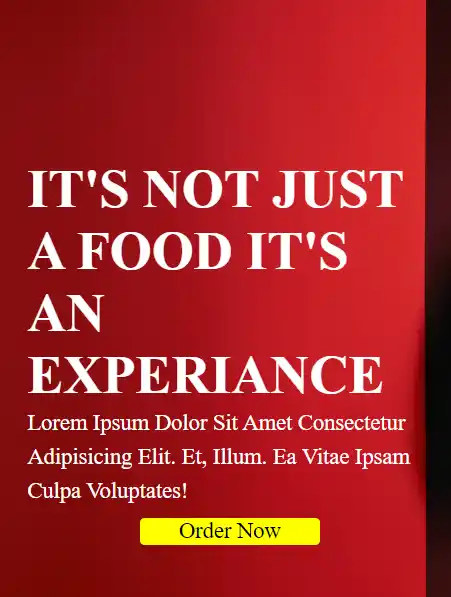 IT'S NOT JUST
A FOOD IT'S
AN
EXPERIANCE
Lorem Ipsum Dolor Sit Amet Consectetur
Adipisicing Elit. Et, Illum. Ea Vitae Ipsam
Culpa Voluptates!
Order Now